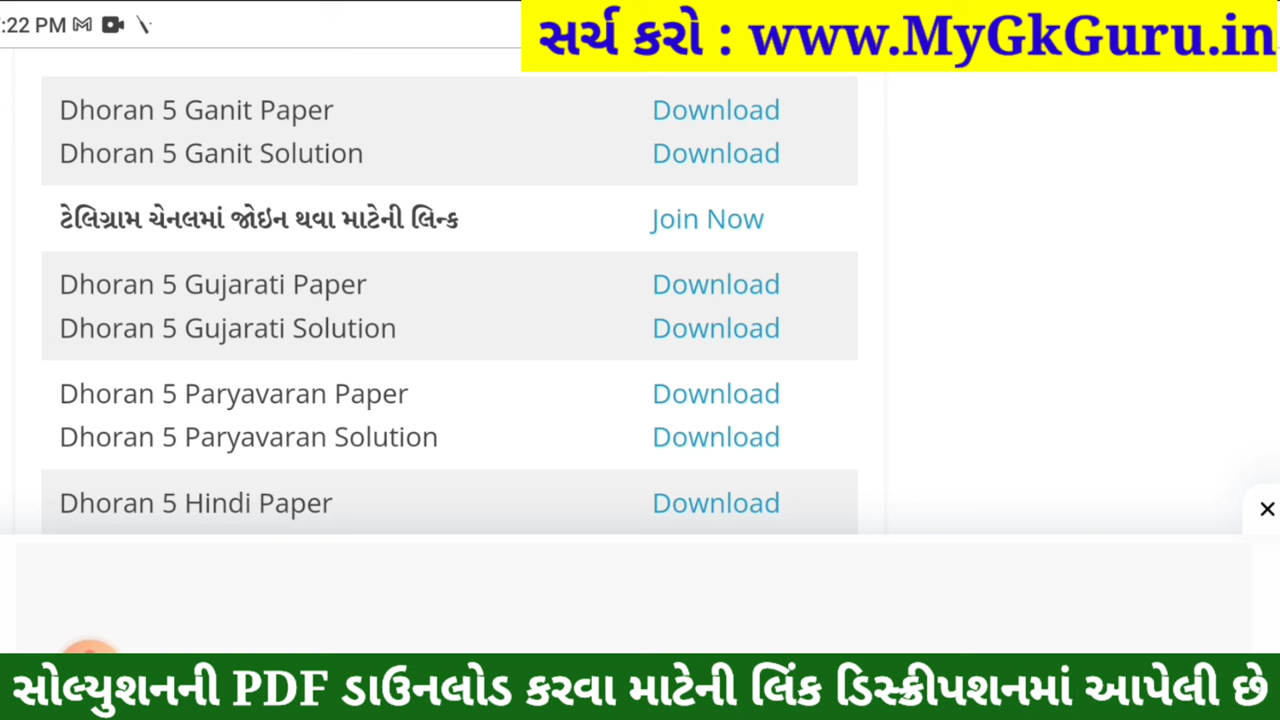 :22 PM
સર્ચ કરો : www.MyGkGuru.in
Dhoran 5 Ganit Paper Download
Dhoran 5 Ganit Solution Download
ટેલિગ્રામ ચેનલમાં જોઇન થવા માટેની લિન્ક Join Now
Dhoran 5 Gujarati Paper Download
Dhoran 5 Gujarati Solution Download
Dhoran 5 Paryavaran Paper Download
Dhoran 5 Paryavaran Solution Download
Dhoran 5 Hindi Paper Download
સોલ્યુશનની PDF ડાઉનલોડ કરવા માટેની લિંક ડિસ્ક્રીપશનમાં આપેલી છે